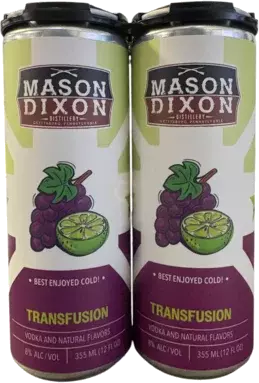 MASON
DIXON
DISTILLERY
GETTYSBURG, PENNSYLVANIA
• BEST ENJOYED COLD! •
TRANSFUSION
VODKA AND NATURAL FLAVORS
8% ALC/VOL
355 ML (12 FL OZ)
MASON
DIXON
DISTILLERY
GETTYSBURG, PENNSYLVANIA
• BEST ENJOYED COLD! •
TRANSFUSION
VODKA AND NATURAL FLAVORS
8% ALC/VOL
355 ML (12 FL OZ)